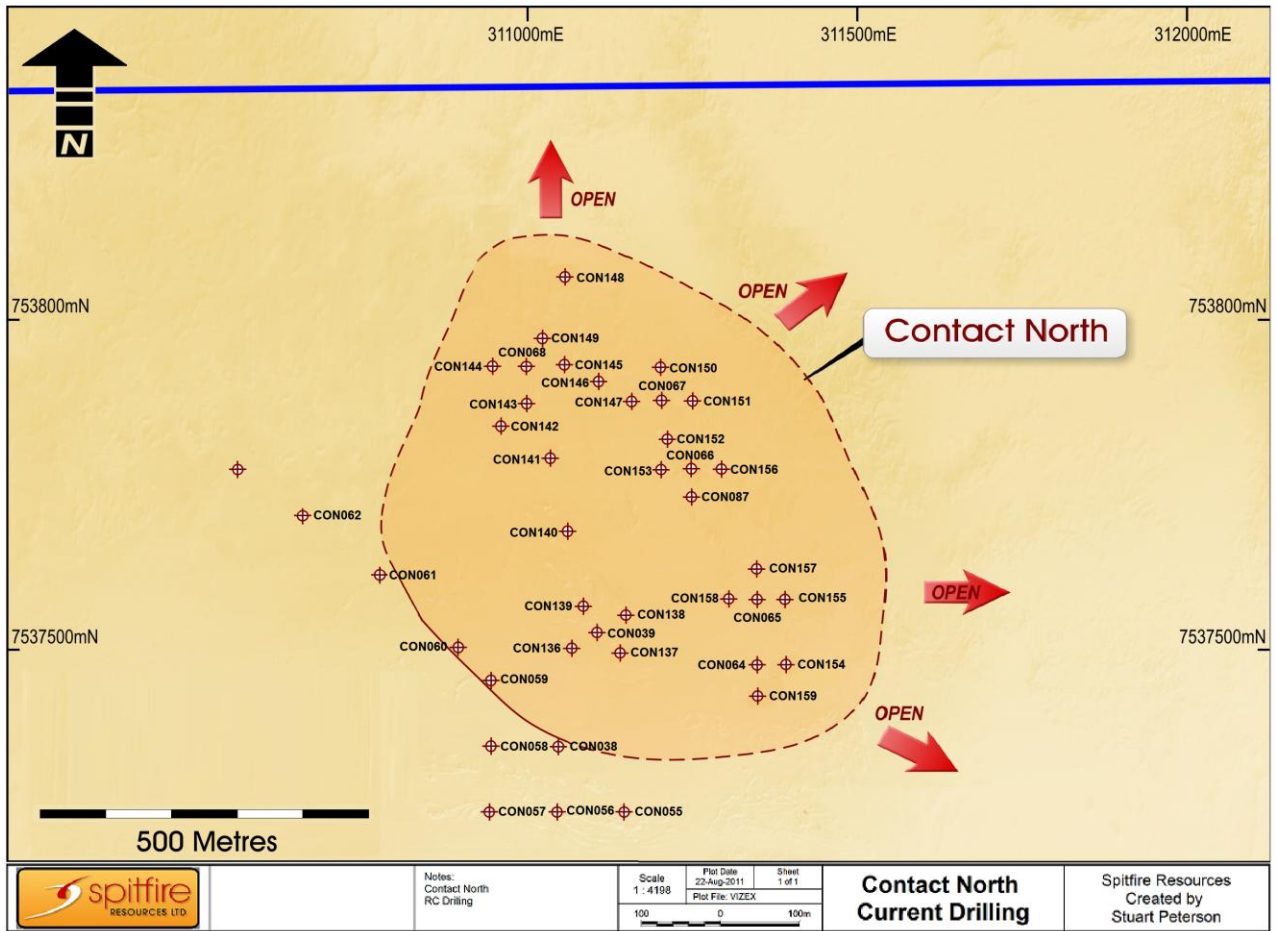 311000mE
311500mE
312000mE
N
OPEN
CON148
OPEN
753800mN
753800mN
Contact North
CON149
CON068
CON144
CON145
CON150
CON146
CON067
CON143
CON147
CON151
CON142
CON152
CON141
CON066
CON153
CON156
CON087
CON062
CON140
CON157
CON061
CON158
CON155
CON139
CON065
CON138
OPEN
CON039
7537500mN
7537500mN
CON060
CON136
CON137
CON064
CON154
CON059
CON159
OPEN
CON058
CON038
CON057
CON056
CON055
500 Metres
spitfire
RESOURCES LTD
Notes:
Contact North
RC Drilling
Scale
1 : 4198
Plot Date
22-Aug-2011
Sheet
1 of 1
Plot File: VIZEX
100 0 100m
Contact North
Current Drilling
Spitfire Resources
Created by
Stuart Peterson